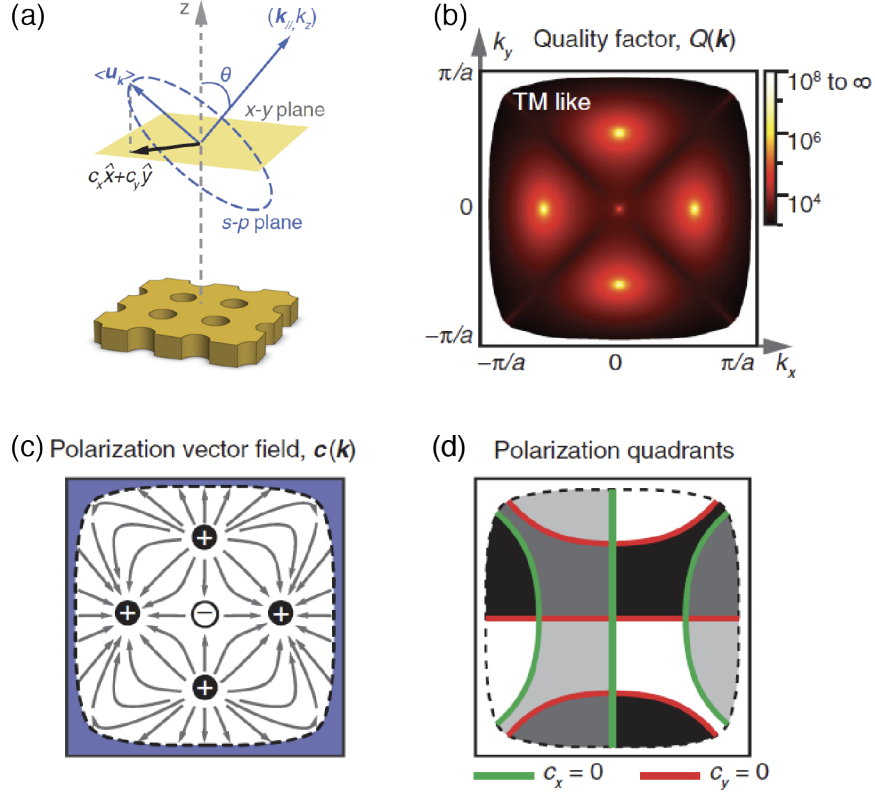 (a)
z
(k//,kz)
<uk>
θ
x-y plane
cxx̂+cyŷ
s-p plane
(b)
ky
Quality factor, Q(k)
π/a
TM like
10⁸ to ∞
10⁶
10⁴
0
−π/a
−π/a
0
π/a
kx
(c) Polarization vector field, c(k)
+
+
−
+
+
(d) Polarization quadrants
cx = 0
cy = 0